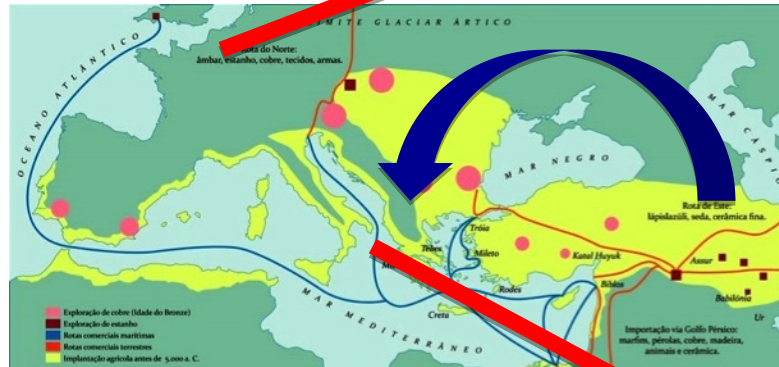 LIMITE GLACIAR ÁRTICO
Rota do Norte:
âmbar, estanho, cobre, tecidos, armas.
OCEANO ATLÂNTICO
MAR CÁSPIO
MAR NEGRO
Rota de Este:
lápislazúli, seda, cerâmica fina.
Tróia
Tebes
Mileto
Katal Huyuk
Assur
Rodes
Biblos
Babilónia
Creta
Ur
MAR MEDITERRÂNEO
Exploração de cobre (Idade do Bronze)
Exploração de estanho
Rotas comerciais marítimas
Rotas comerciais terrestres
Implantação agrícola antes de 5.000 a. C.
Importação via Golfo Pérsico:
marfim, pérolas, cobre, madeira,
animais e cerâmica.